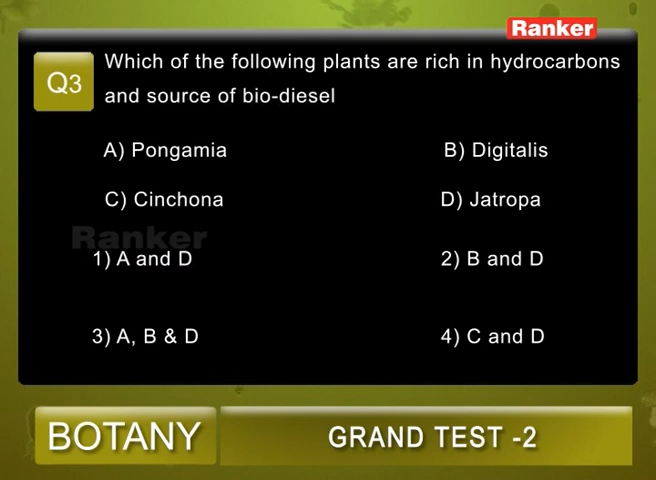 Ranker
Q3
Which of the following plants are rich in hydrocarbons
and source of bio-diesel
A) Pongamia
B) Digitalis
C) Cinchona
D) Jatropa
Ranker
1) A and D
2) B and D
3) A, B & D
4) C and D
BOTANY
GRAND TEST -2